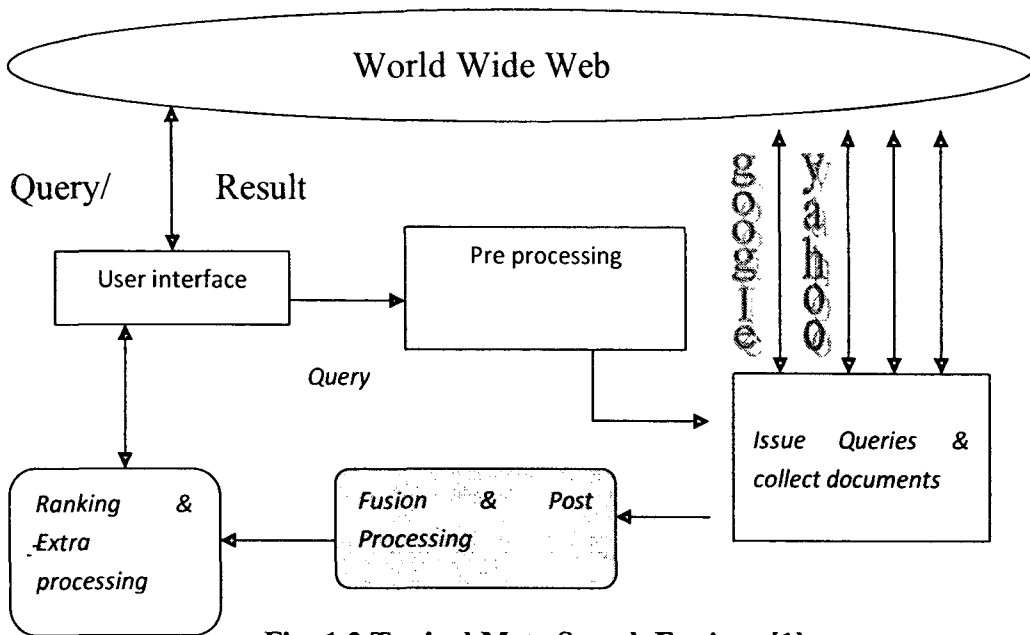 World Wide Web
Query/ Result
google
yahoo
User interface
Pre processing
Query
Issue Queries &
collect documents
Ranking &
Extra
processing
Fusion & Post
Processing
Fig. 1.2 Typical Meta Search Engines [1]